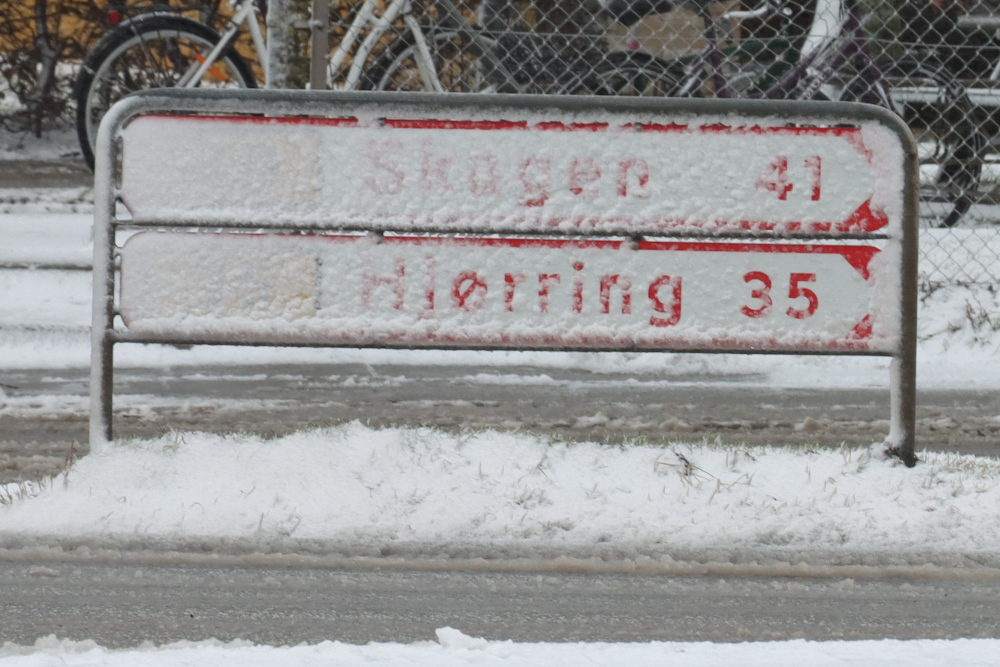 Skagen 41
Hjørring 35